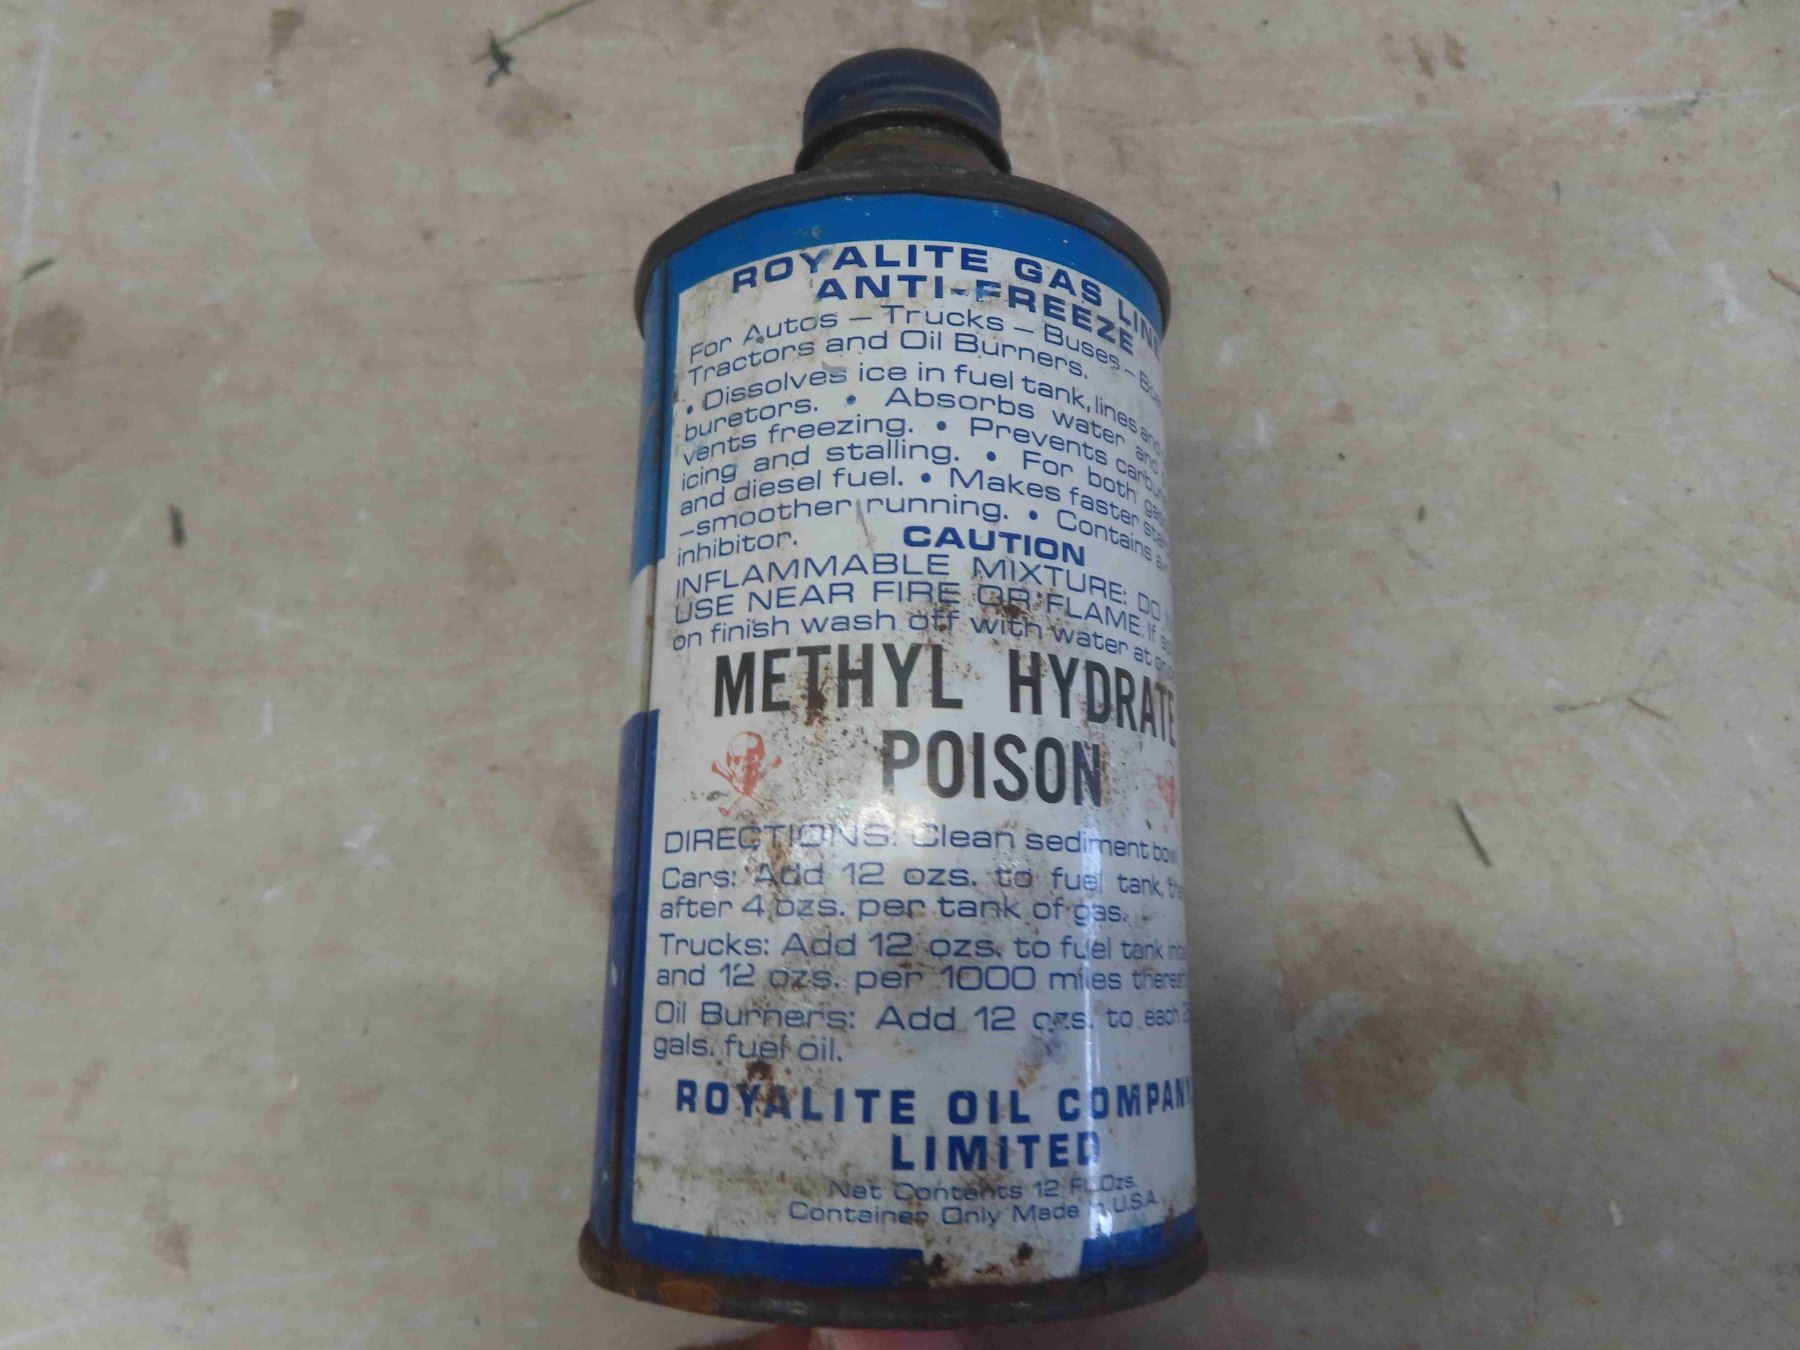 ROYALITE GAS LINE
ANTI-FREEZE
For Autos – Trucks – Buses –
Tractors and Oil Burners.
• Dissolves ice in fuel tank, lines and
buretors. • Absorbs water and
vents freezing. • Prevents
icing and stalling. • For both
and diesel fuel. • Makes faster
–smoother running. • Contains
inhibitor.
CAUTION
INFLAMMABLE MIXTURE: DO
USE NEAR FIRE OR FLAME. If
on finish wash off with water at
METHYL HYDRATE
POISON
DIRECTIONS: Clean sediment
Cars: Add 12 ozs. to fuel tank,
after 4 ozs. per tank of gas.
Trucks: Add 12 ozs. to fuel tank
and 12 ozs. per 1000 miles
Oil Burners: Add 12 ozs. to each
gals. fuel oil.
ROYALITE OIL COMPANY
LIMITED
Net Contents 12 Fl. Ozs.
Container Only Made in U.S.A.